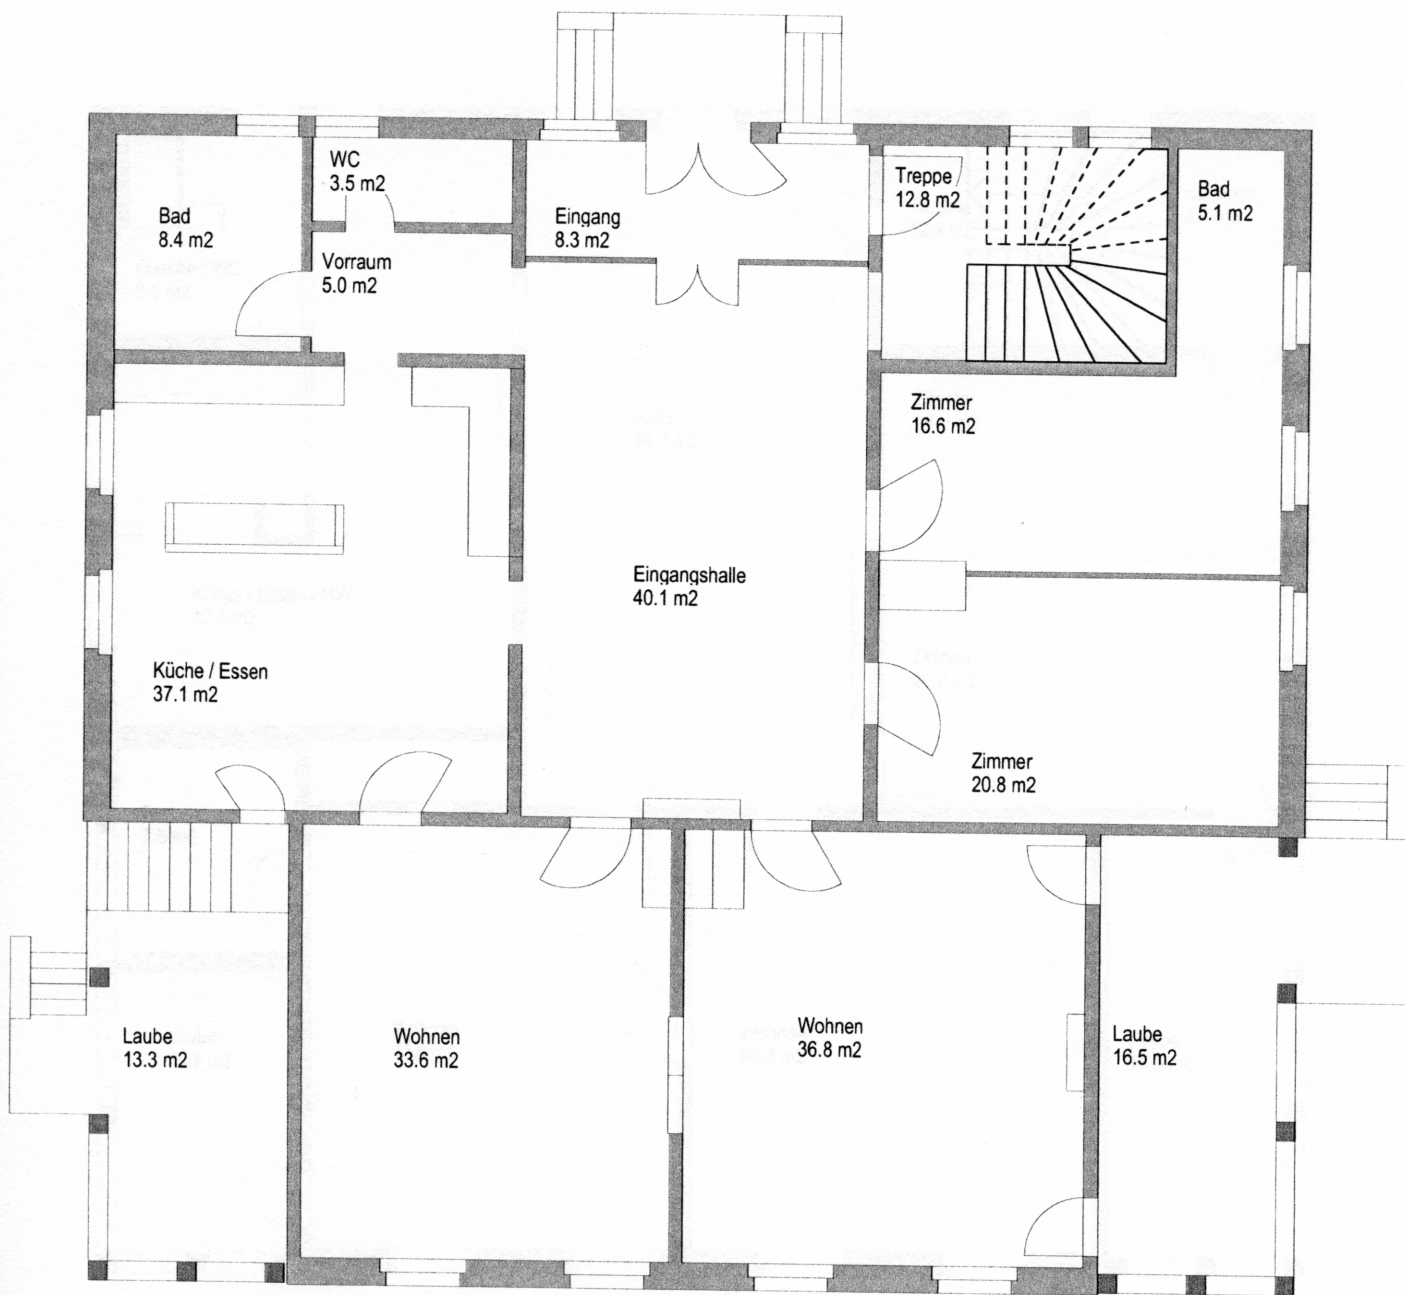 WC
3.5 m2
Bad
8.4 m2
Vorraum
5.0 m2
Eingang
8.3 m2
Treppe
12.8 m2
Bad
5.1 m2
Zimmer
16.6 m2
Eingangshalle
40.1 m2
Küche / Essen
37.1 m2
Zimmer
20.8 m2
Laube
13.3 m2
Wohnen
33.6 m2
Wohnen
36.8 m2
Laube
16.5 m2